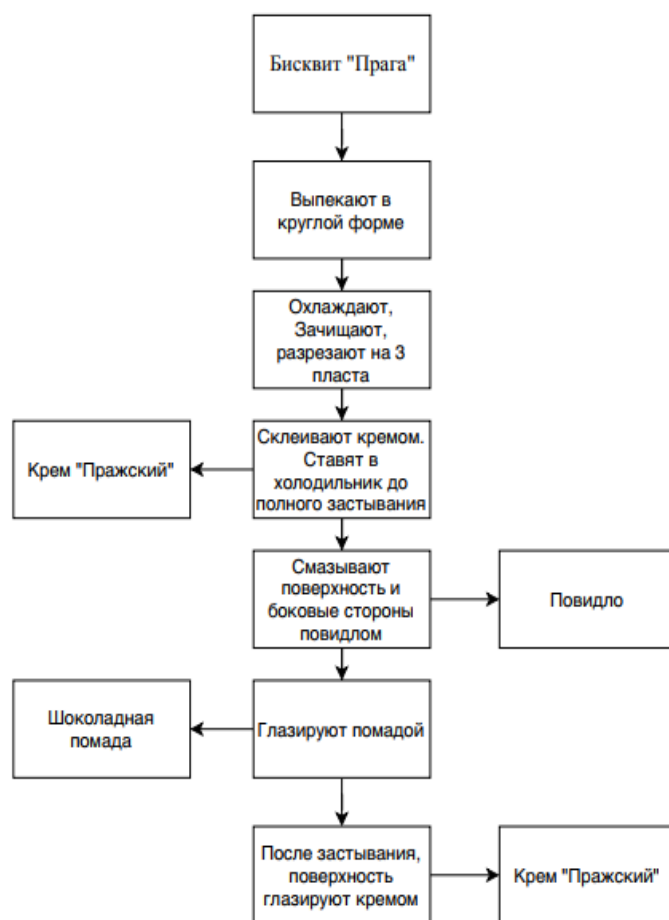 Бисквит "Прага"
Выпекают в
круглой форме
Охлаждают,
Зачищают,
разрезают на 3
пласта
Крем "Пражский"
Склеивают кремом.
Ставят в
холодильник до
полного застывания
Смазывают
поверхность и
боковые стороны
повидлом
Повидло
Шоколадная
помада
Глазируют помадой
После застывания,
поверхность
глазируют кремом
Крем "Пражский"